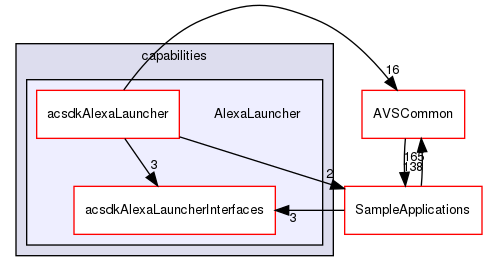 capabilities
16
acsdkAlexaLauncher
AlexaLauncher
AVSCommon
3
165
138
2
acsdkAlexaLauncherInterfaces
3
SampleApplications